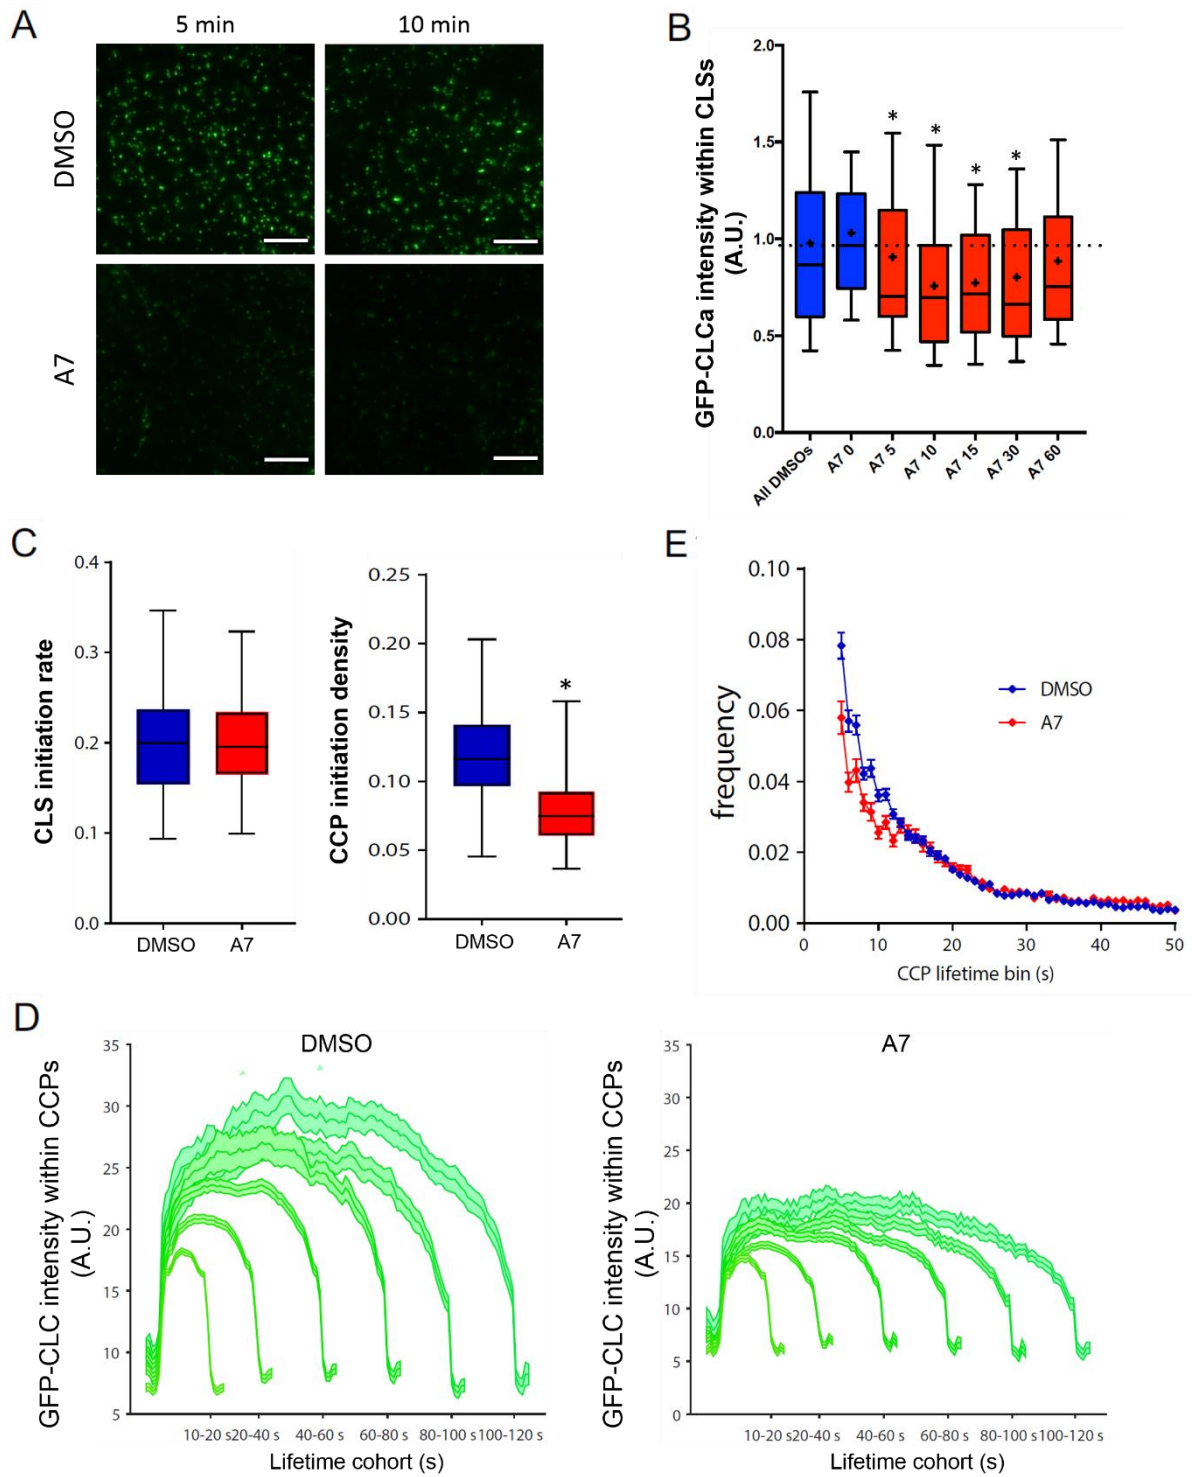 A
5 min
10 min
DMSO
A7
B
GFP-CLCa intensity within CLSs
(A.U.)
2.0
1.5
1.0
0.5
0.0
*
*
*
*
All DMSOs
A7 0
A7 5
A7 10
A7 15
A7 30
A7 60
C
CLS initiation rate
0.4
0.3
0.2
0.1
0.0
DMSO
A7
CCP initiation density
0.25
0.20
0.15
0.10
0.05
0.00
*
DMSO
A7
E
frequency
0.10
0.08
0.06
0.04
0.02
0.00
DMSO
A7
0
10
20
30
40
50
CCP lifetime bin (s)
D
DMSO
GFP-CLC intensity within CCPs
(A.U.)
35
30
25
20
15
10
5
10-20 s
20-40 s
40-60 s
60-80 s
80-100 s
100-120 s
Lifetime cohort (s)
A7
GFP-CLC intensity within CCPs
(A.U.)
35
30
25
20
15
10
5
0
10-20 s
20-40 s
40-60 s
60-80 s
80-100 s
100-120 s
Lifetime cohort (s)